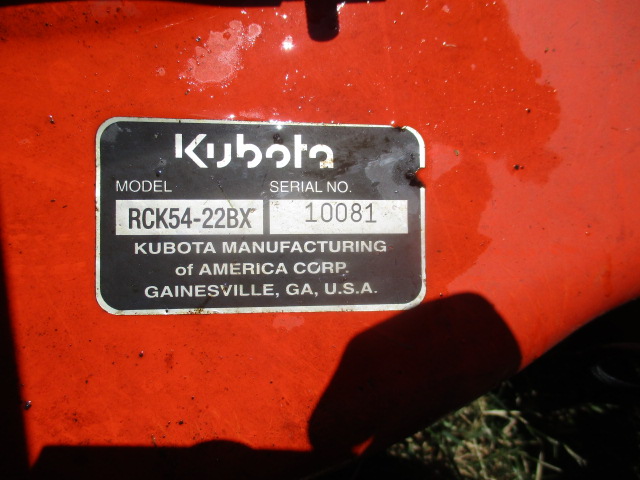 Kubota
MODEL SERIAL NO.
RCK54-22BX 10081
KUBOTA MANUFACTURING
of AMERICA CORP.
GAINESVILLE, GA, U.S.A.